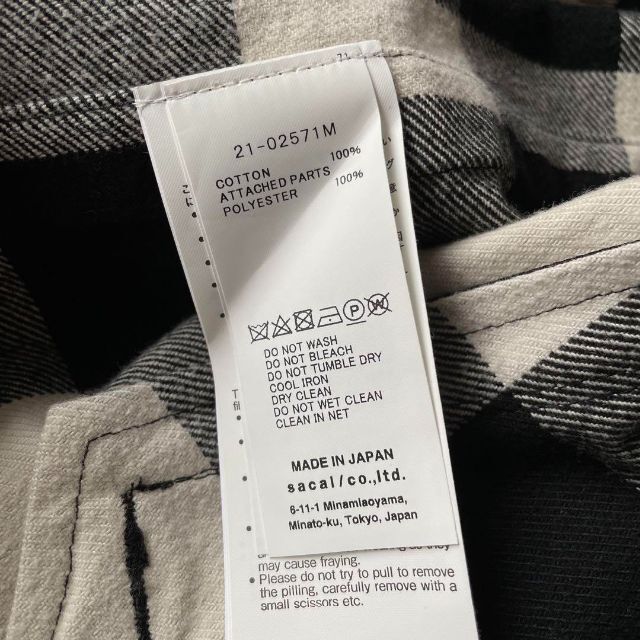 21-02571M
COTTON 100%
ATTACHED PARTS
POLYESTER 100%
DO NOT WASH
DO NOT BLEACH
DO NOT TUMBLE DRY
COOL IRON
DRY CLEAN
DO NOT WET CLEAN
CLEAN IN NET
MADE IN JAPAN
sacai/co.,ltd.
6-11-1 Minamiaoyama,
Minato-ku, Tokyo, Japan
as they
may cause fraying.
• Please do not try to pull to remove
the pilling, carefully remove with a
small scissors etc.